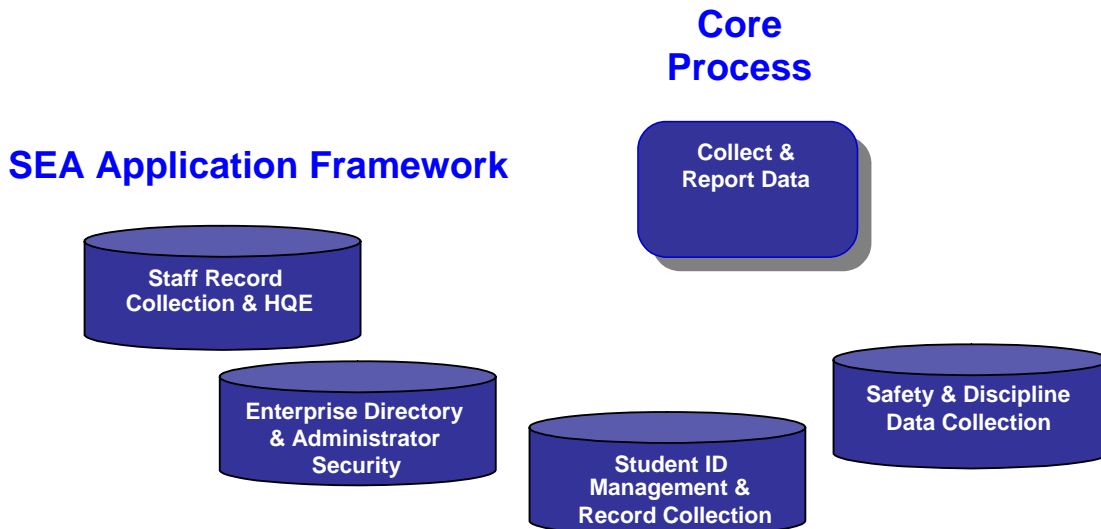 Core
Process
SEA Application Framework
Collect &
Report Data
Staff Record
Collection & HQE
Enterprise Directory
& Administrator
Security
Student ID
Management &
Record Collection
Safety & Discipline
Data Collection